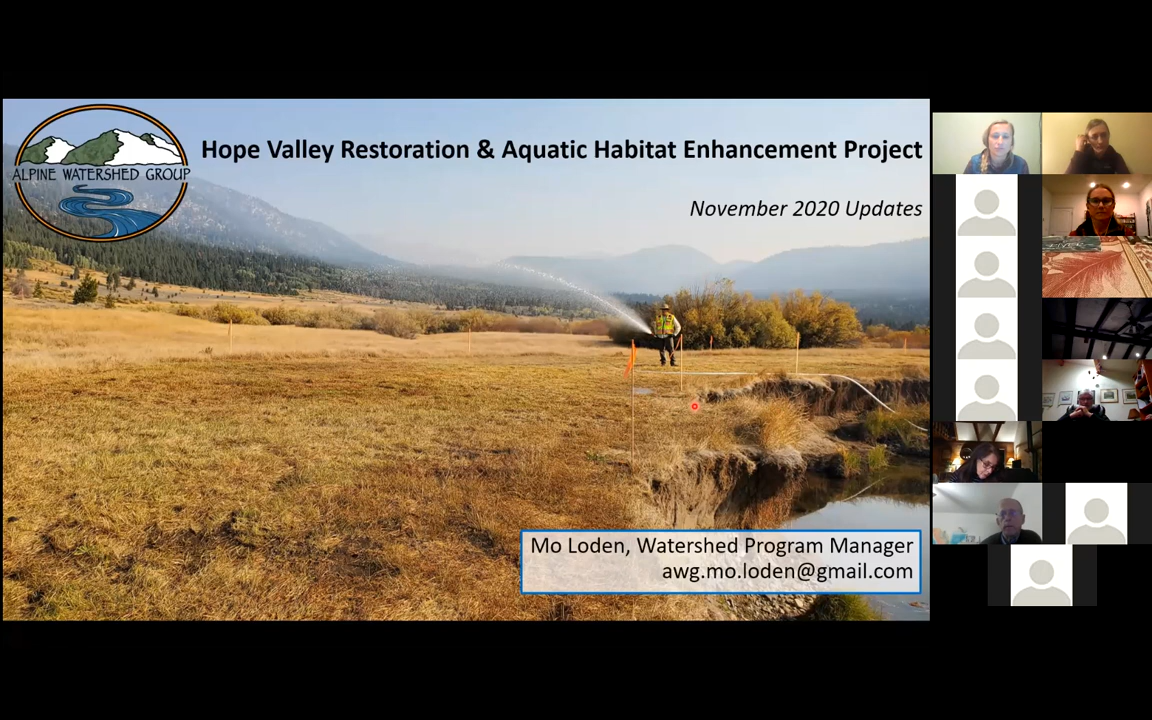 ALPINE WATERSHED GROUP
Hope Valley Restoration & Aquatic Habitat Enhancement Project
November 2020 Updates
Mo Loden, Watershed Program Manager
awg.mo.loden@gmail.com